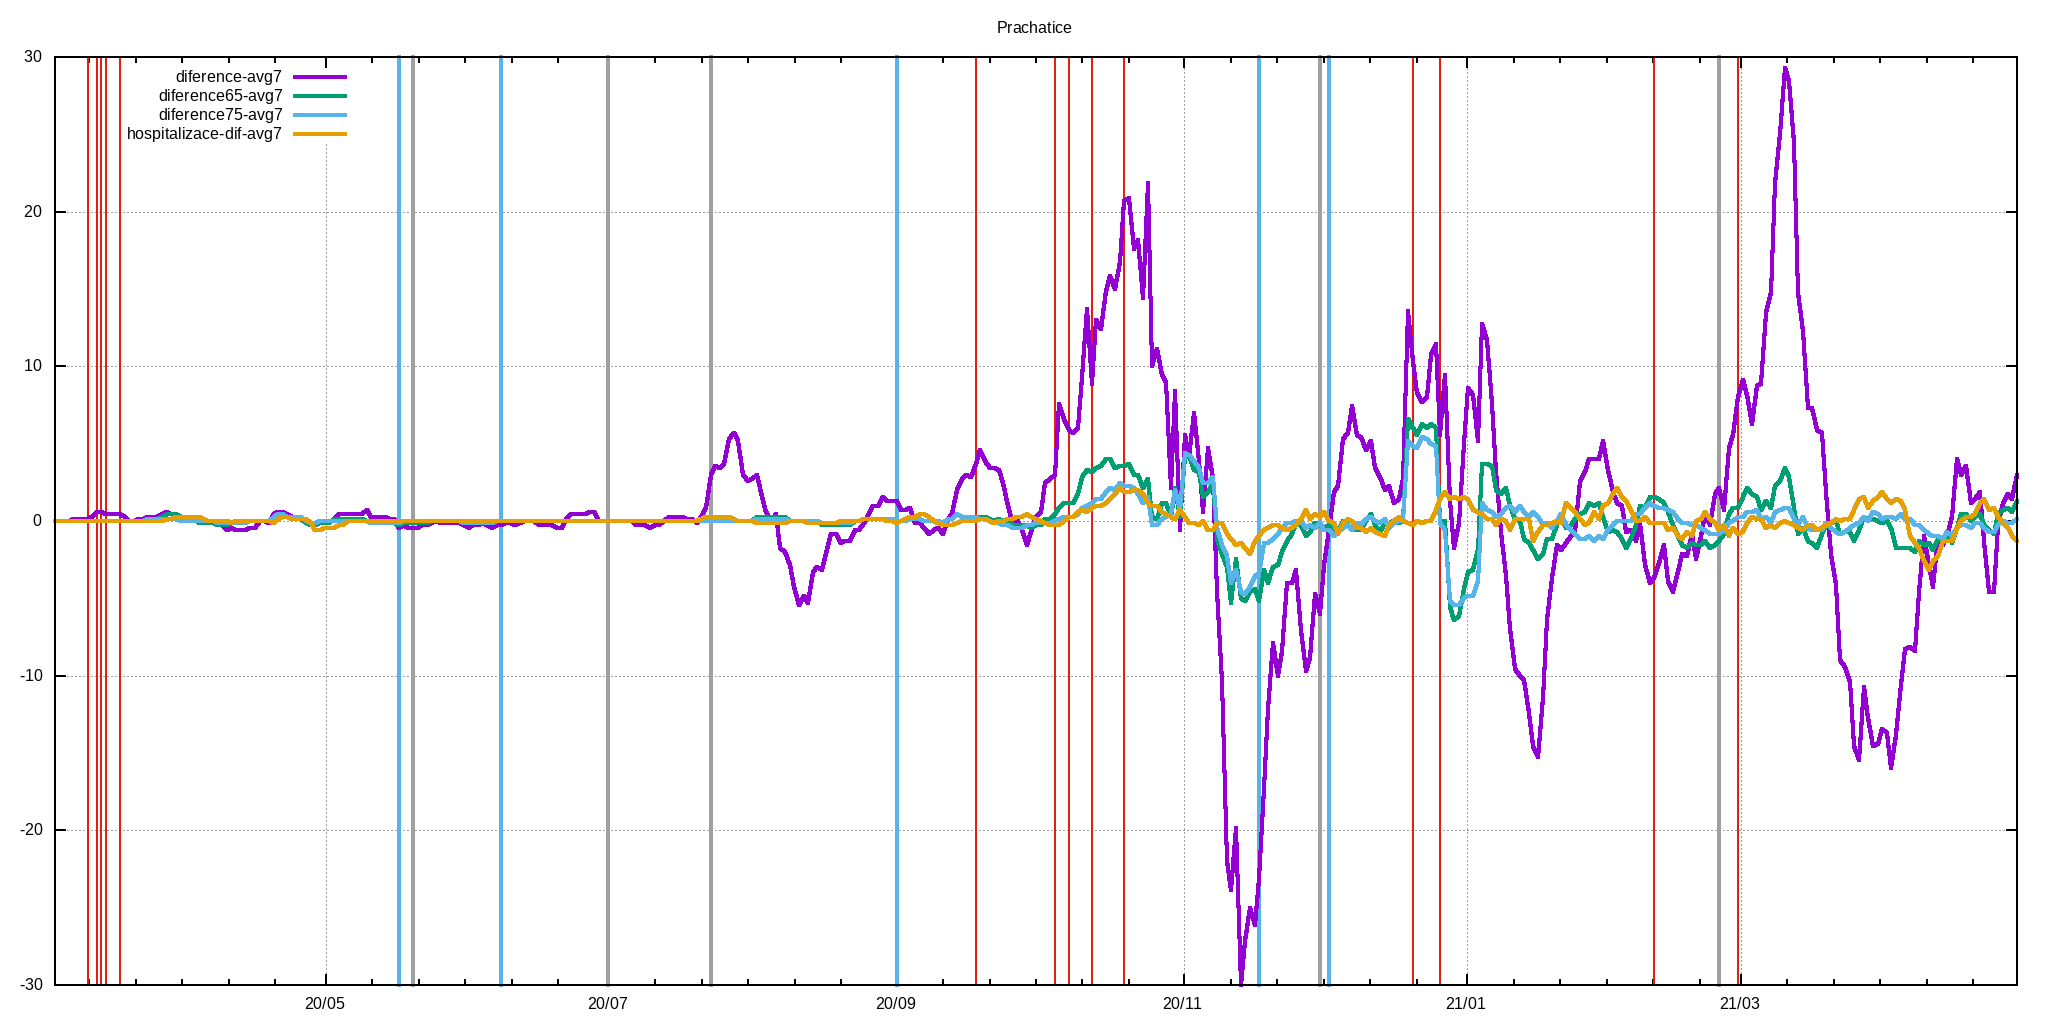 Prachatice
30
diference-avg7
diference65-avg7
diference75-avg7
hospitalizace-dif-avg7
20
10
0
-10
-20
-30
20/05
20/07
20/09
20/11
21/01
21/03